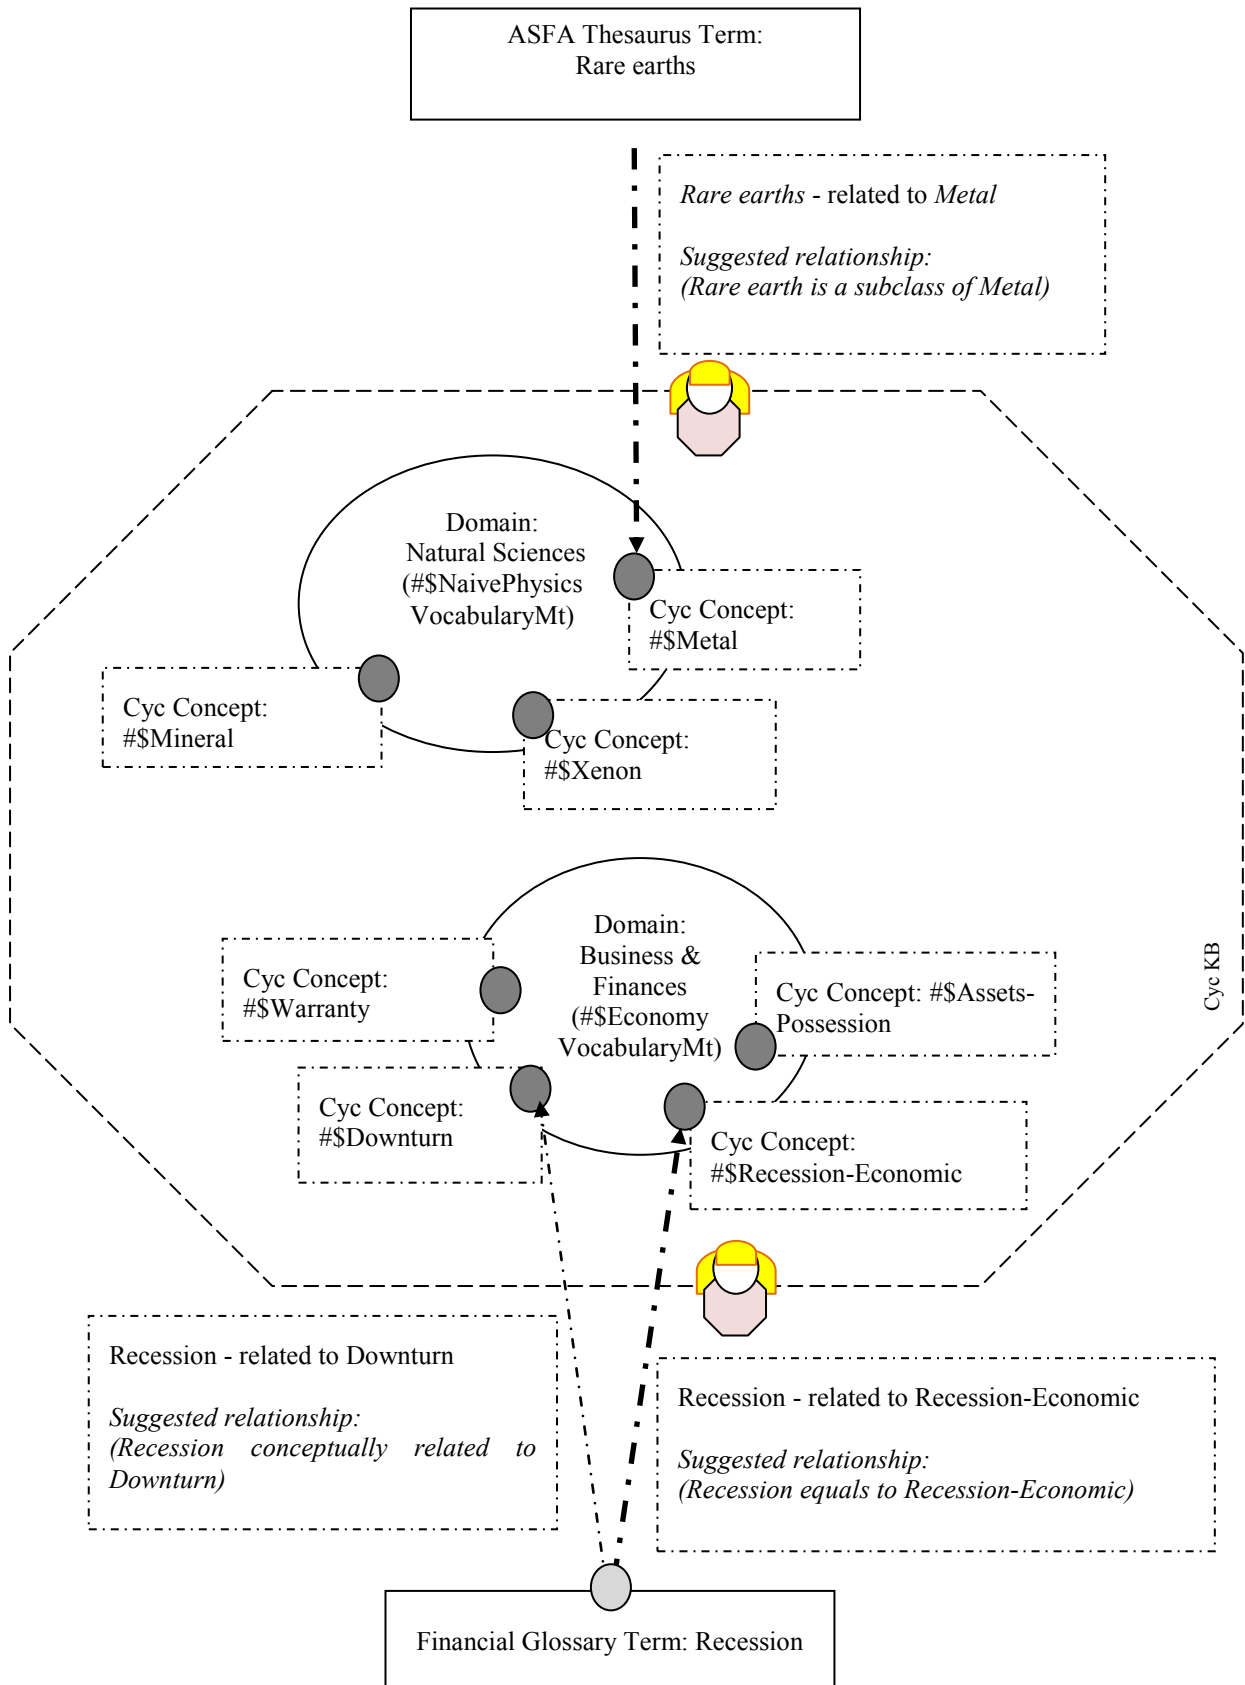 ASFA Thesaurus Term:
Rare earths
Rare earths - related to Metal
Suggested relationship:
(Rare earth is a subclass of Metal)
Domain:
Natural Sciences
(#$NaivePhysics
VocabularyMt)
Cyc Concept:
#$Metal
Cyc Concept:
#$Mineral
Cyc Concept:
#$Xenon
Domain:
Business &
Finances
(#$Economy
VocabularyMt)
Cyc Concept:
#$Warranty
Cyc Concept: #$Assets-
Possession
Cyc KB
Cyc Concept:
#$Downturn
Cyc Concept:
#$Recession-Economic
Recession - related to Downturn
Suggested relationship:
(Recession conceptually related to
Downturn)
Recession - related to Recession-Economic
Suggested relationship:
(Recession equals to Recession-Economic)
Financial Glossary Term: Recession